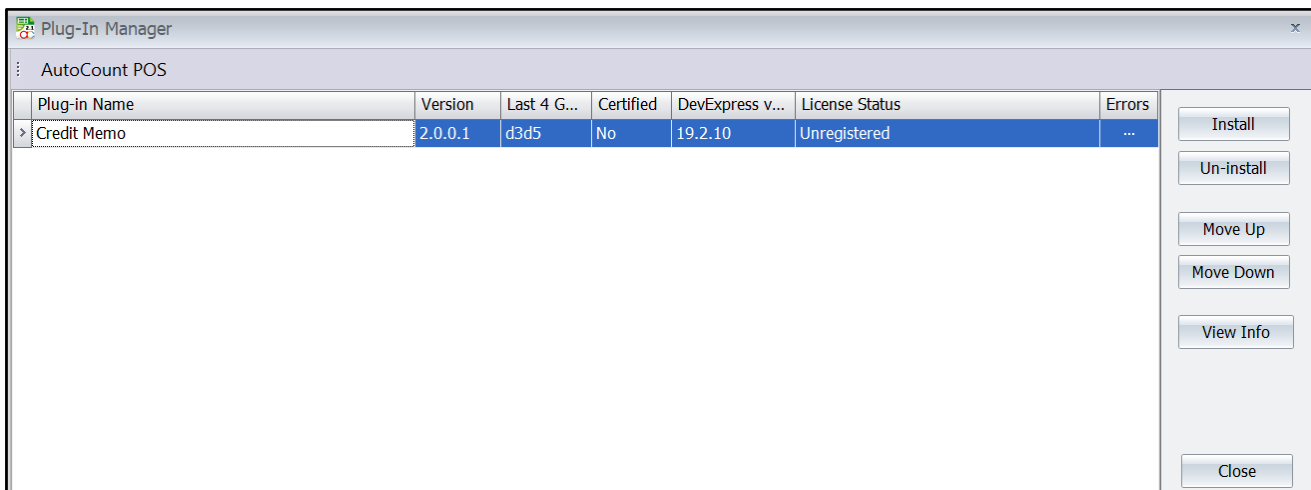 Plug-In Manager
AutoCount POS
Plug-in Name Version Last 4 G... Certified DevExpress v... License Status Errors
Credit Memo 2.0.0.1 d3d5 No 19.2.10 Unregistered ...
Install
Un-install
Move Up
Move Down
View Info
Close